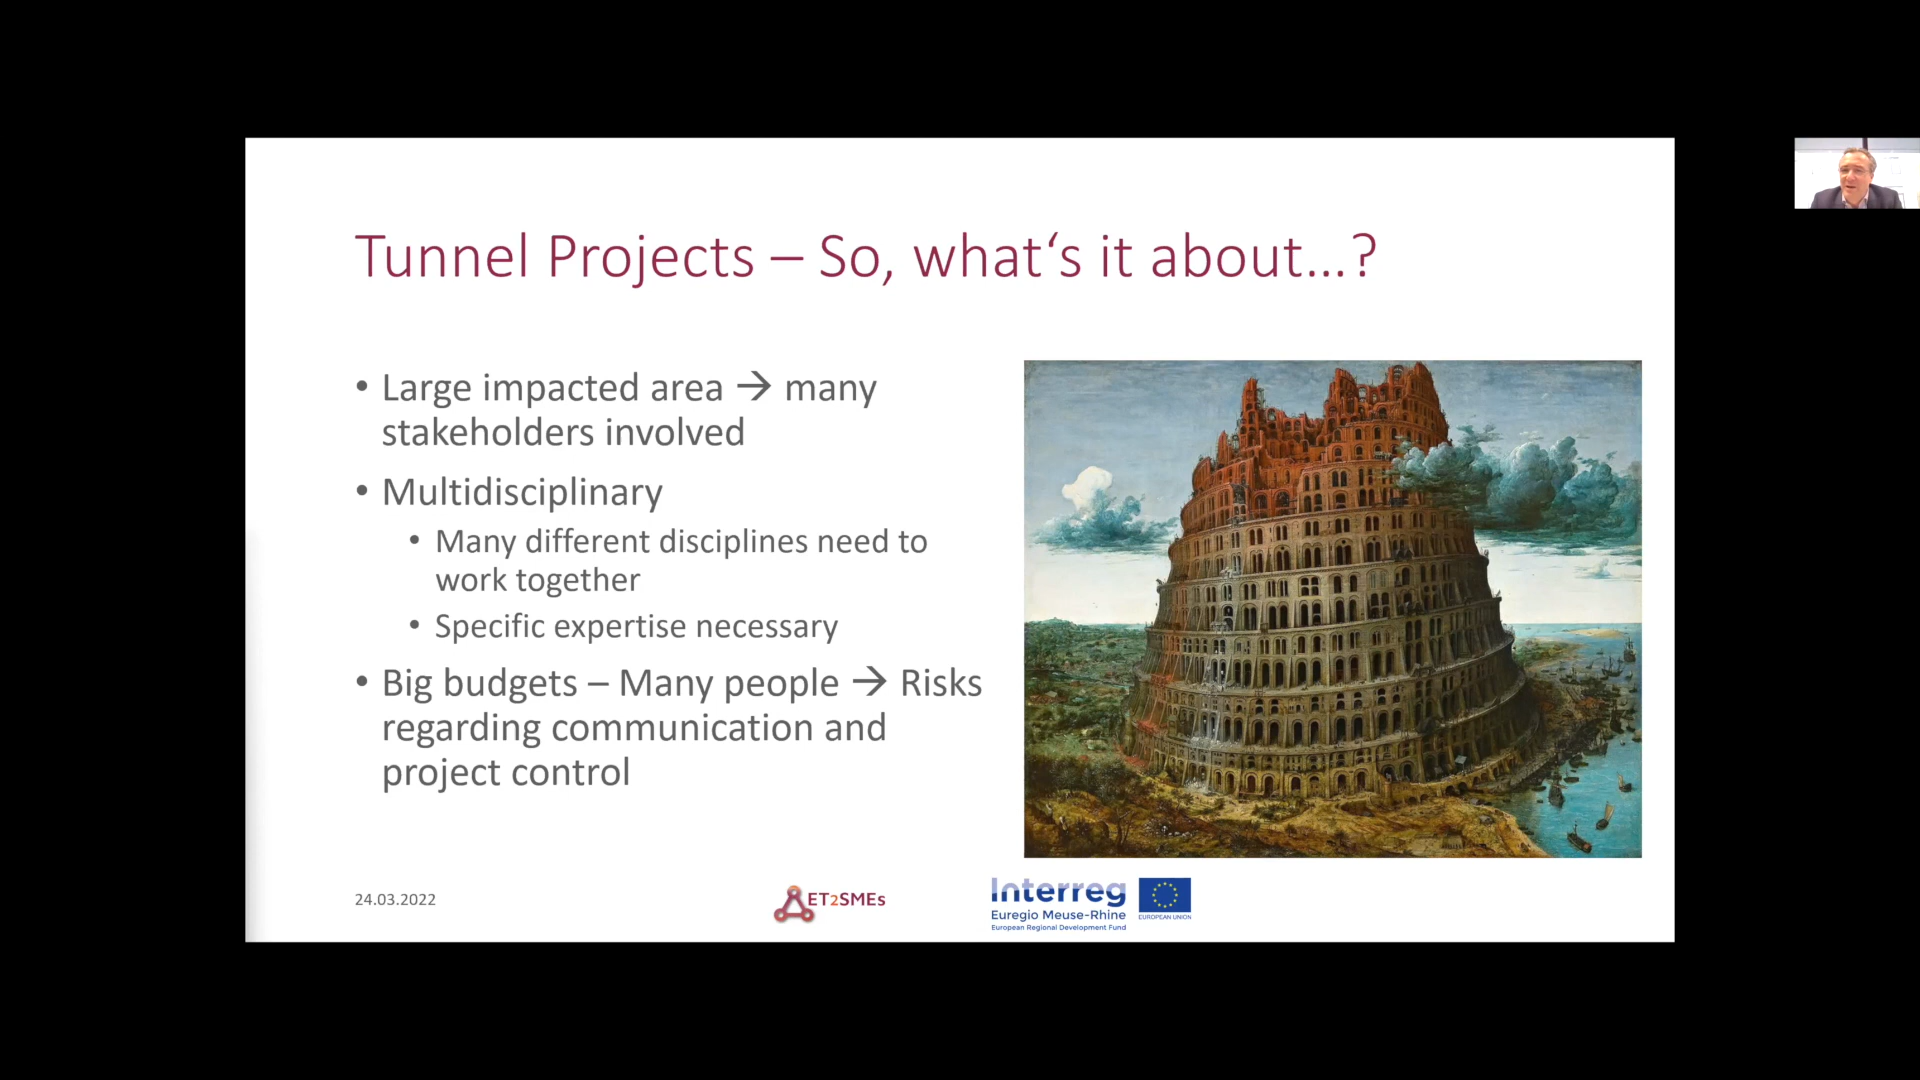 Tunnel Projects – So, what‘s it about…?
• Large impacted area → many
stakeholders involved
• Multidisciplinary
• Many different disciplines need to
work together
• Specific expertise necessary
• Big budgets – Many people → Risks
regarding communication and
project control
24.03.2022
ET2SMEs
Interreg
Euregio Meuse-Rhine
European Regional Development Fund
EUROPEAN UNION